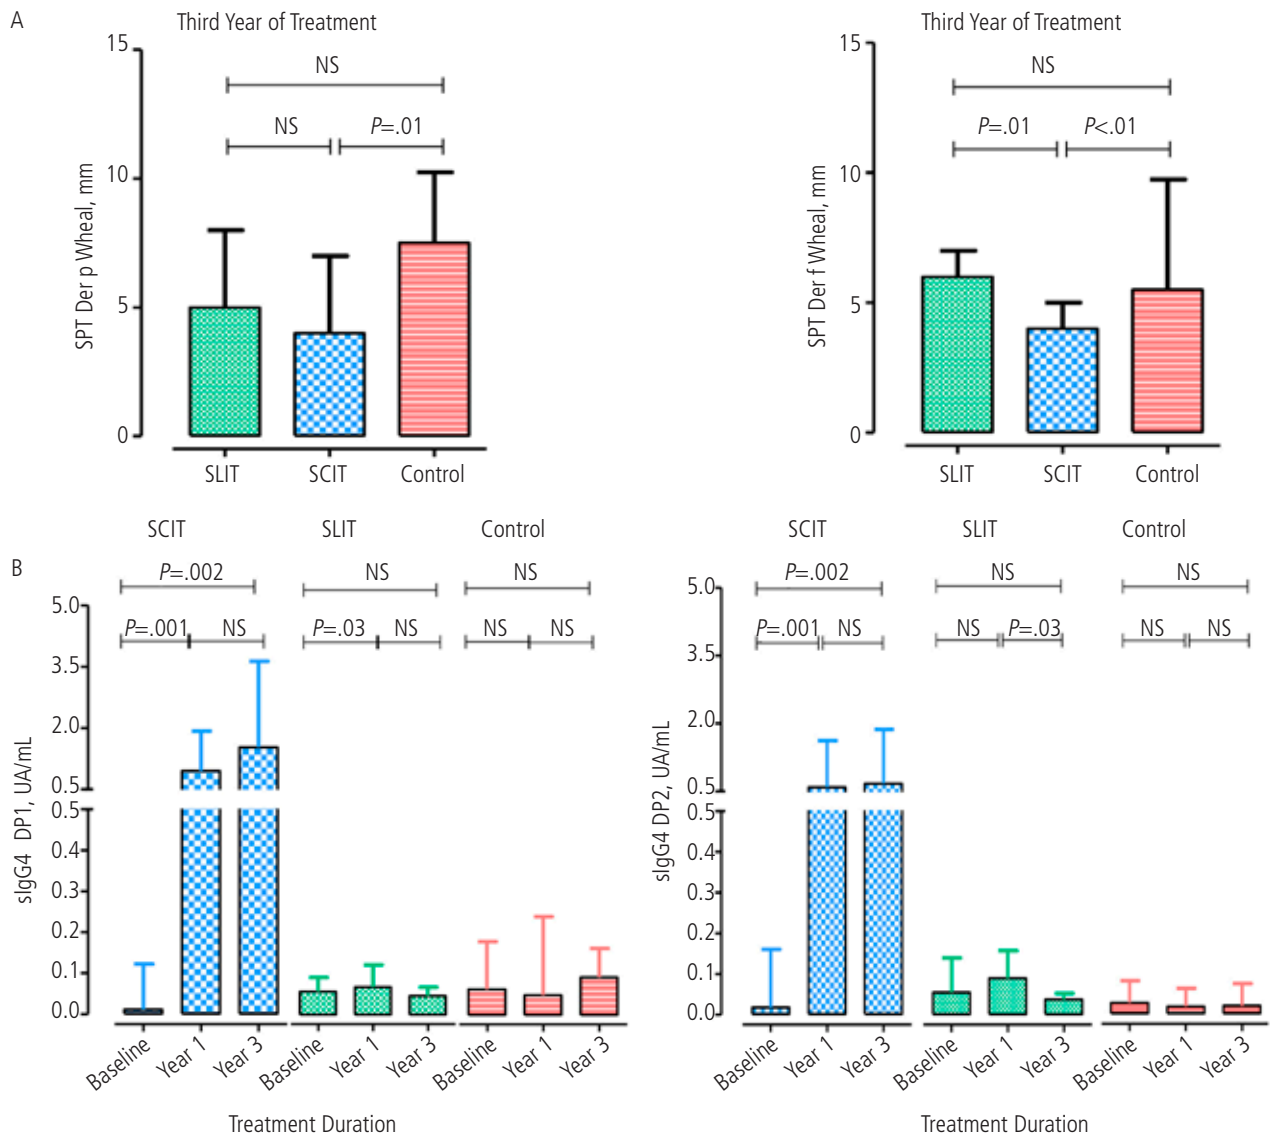 A
Third Year of Treatment
15
10
5
0
SPT Der p Wheal, mm
NS
NS
P=.01
SLIT
SCIT
Control
Third Year of Treatment
15
10
5
0
SPT Der f Wheal, mm
NS
P=.01
P<.01
SLIT
SCIT
Control
B
SCIT
SLIT
Control
P=.002
NS
NS
P=.001
NS
P=.03
NS
NS
NS
5.0
3.5
2.0
0.5
0.5
0.4
0.3
0.2
0.1
0.0
sIgG4 DP1, UA/mL
Baseline
Year 1
Year 3
Baseline
Year 1
Year 3
Baseline
Year 1
Year 3
Treatment Duration
SCIT
SLIT
Control
P=.002
NS
NS
P=.001
NS
NS
P=.03
NS
NS
5.0
3.5
2.0
0.5
0.5
0.4
0.3
0.2
0.1
0.0
sIgG4 DP2, UA/mL
Baseline
Year 1
Year 3
Baseline
Year 1
Year 3
Baseline
Year 1
Year 3
Treatment Duration